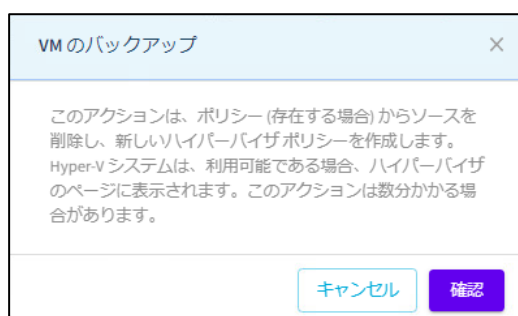 VM のバックアップ
このアクションは、ポリシー (存在する場合) からソースを
削除し、新しいハイパーバイザ ポリシーを作成します。
Hyper-V システムは、利用可能である場合、ハイパーバイザ
のページに表示されます。このアクションは数分かかる場
合があります。
キャンセル 確認